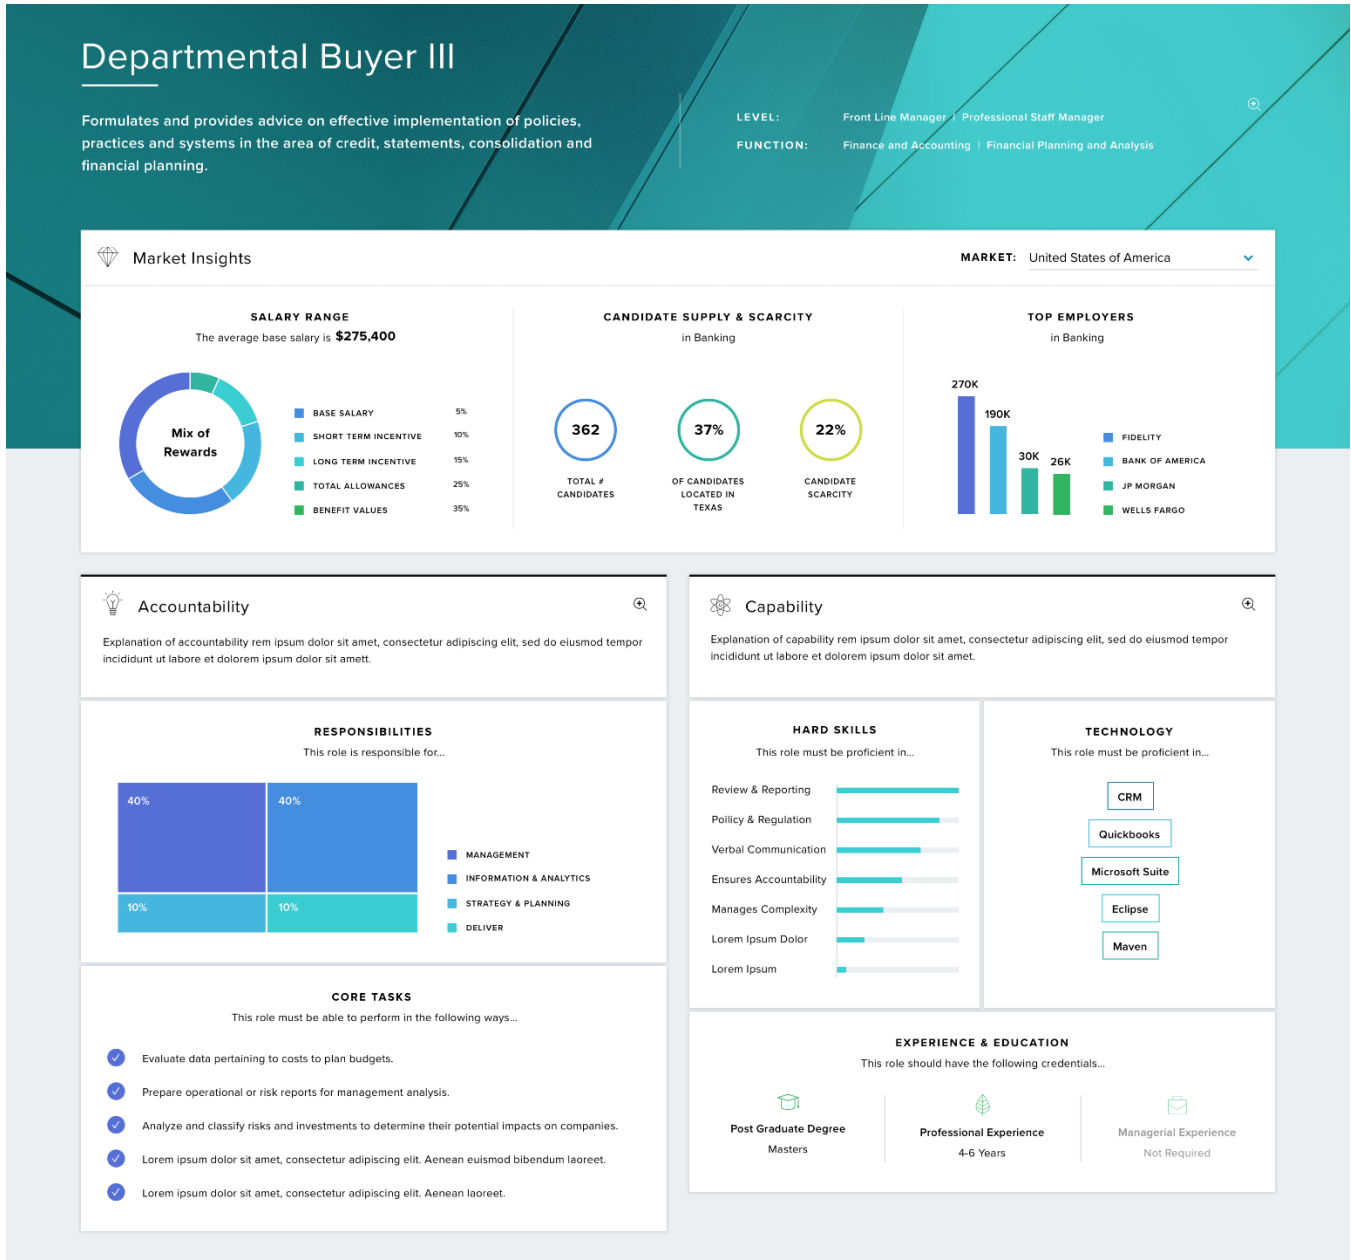 Departmental Buyer III
Formulates and provides advice on effective implementation of policies,
practices and systems in the area of credit, statements, consolidation and
financial planning.
LEVEL: Front Line Manager | Professional Staff Manager
FUNCTION: Finance and Accounting | Financial Planning and Analysis
Market Insights
MARKET: United States of America
SALARY RANGE
The average base salary is $275,400
Mix of
Rewards
BASE SALARY 5%
SHORT TERM INCENTIVE 10%
LONG TERM INCENTIVE 15%
TOTAL ALLOWANCES 25%
BENEFIT VALUES 35%
CANDIDATE SUPPLY & SCARCITY
in Banking
362
TOTAL #
CANDIDATES
37%
OF CANDIDATES
LOCATED IN
TEXAS
22%
CANDIDATE
SCARCITY
TOP EMPLOYERS
in Banking
270K
190K
30K
26K
FIDELITY
BANK OF AMERICA
JP MORGAN
WELLS FARGO
Accountability
Explanation of accountability rem ipsum dolor sit amet, consectetur adipiscing elit, sed do eiusmod tempor
incididunt ut labore et dolorem ipsum dolor sit amett.
RESPONSIBILITIES
This role is responsible for...
40%
40%
10%
10%
MANAGEMENT
INFORMATION & ANALYTICS
STRATEGY & PLANNING
DELIVER
CORE TASKS
This role must be able to perform in the following ways...
Evaluate data pertaining to costs to plan budgets.
Prepare operational or risk reports for management analysis.
Analyze and classify risks and investments to determine their potential impacts on companies.
Lorem ipsum dolor sit amet, consectetur adipiscing elit. Aenean euismod bibendum laoreet.
Lorem ipsum dolor sit amet, consectetur adipiscing elit. Aenean laoreet.
Capability
Explanation of capability rem ipsum dolor sit amet, consectetur adipiscing elit, sed do eiusmod tempor
incididunt ut labore et dolorem ipsum dolor sit amet.
HARD SKILLS
This role must be proficient in...
Review & Reporting
Poilicy & Regulation
Verbal Communication
Ensures Accountability
Manages Complexity
Lorem Ipsum Dolor
Lorem Ipsum
TECHNOLOGY
This role must be proficient in...
CRM
Quickbooks
Microsoft Suite
Eclipse
Maven
EXPERIENCE & EDUCATION
This role should have the following credentials...
Post Graduate Degree
Masters
Professional Experience
4-6 Years
Managerial Experience
Not Required